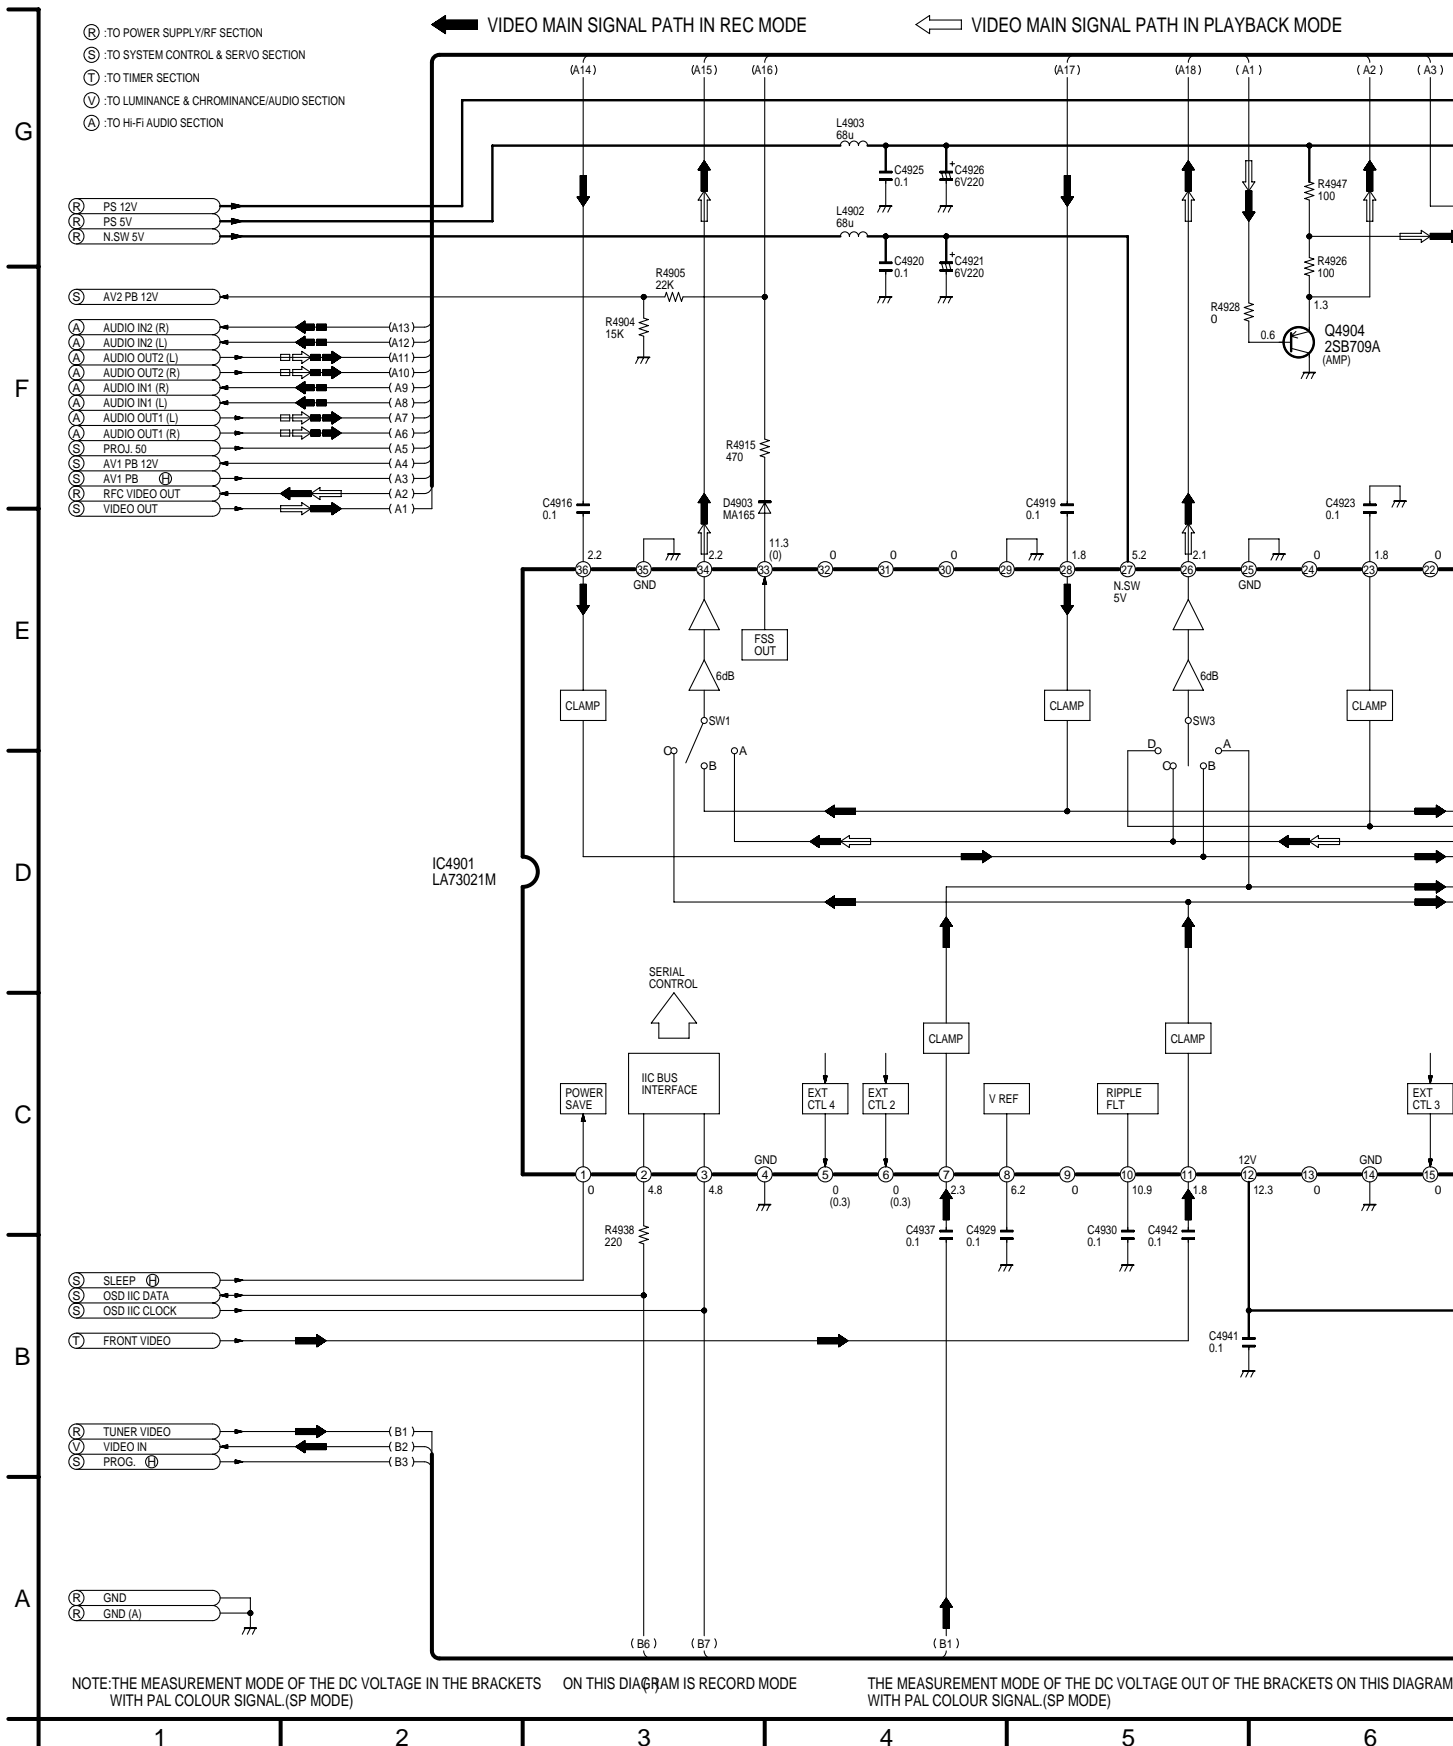 VIDEO MAIN SIGNAL PATH IN REC MODE
VIDEO MAIN SIGNAL PATH IN PLAYBACK MODE
R :TO POWER SUPPLY/RF SECTION
S :TO SYSTEM CONTROL & SERVO SECTION
T :TO TIMER SECTION
V :TO LUMINANCE & CHROMINANCE/AUDIO SECTION
A :TO Hi-Fi AUDIO SECTION
(A14) (A15) (A16) (A17) (A18) (A1) (A2) (A3)
G
L4903
68u
C4925
0.1
C4926
6V220
+
R4947
100
R PS 12V
R PS 5V
R N.SW 5V
L4902
68u
C4920
0.1
C4921
6V220
+
R4926
100
S AV2 PB 12V
R4905
22K
R4904
15K
R4928
0
1.3
0.6
Q4904
2SB709A
(AMP)
F
A AUDIO IN2 (R) (A13)
A AUDIO IN2 (L) (A12)
A AUDIO OUT2 (L) (A11)
A AUDIO OUT2 (R) (A10)
A AUDIO IN1 (R) (A9)
A AUDIO IN1 (L) (A8)
A AUDIO OUT1 (L) (A7)
A AUDIO OUT1 (R) (A6)
S PROJ. 50 (A5)
S AV1 PB 12V (A4)
S AV1 PB H (A3)
R RFC VIDEO OUT (A2)
S VIDEO OUT (A1)
R4915
470
C4916
0.1
D4903
MA165
C4919
0.1
C4923
0.1
2.2 2.2 11.3 0 0 0 1.8 5.2 2.1 0 1.8 0
(0)
36 35 34 33 32 31 30 29 28 27 26 25 24 23 22
GND N.SW GND
5V
E
FSS
OUT
6dB 6dB
CLAMP CLAMP CLAMP
SW1 SW3
C A B
D A C B
D
IC4901
LA73021M
SERIAL
CONTROL
CLAMP CLAMP
C
POWER
SAVE
IIC BUS
INTERFACE
EXT
CTL 4
EXT
CTL 2
V REF
RIPPLE
FLT
EXT
CTL 3
GND 12V GND
1 2 3 4 5 6 7 8 9 10 11 12 13 14 15
0 4.8 4.8 0 0 2.3 6.2 0 10.9 1.8 12.3 0 0
(0.3) (0.3)
R4938
220
C4937
0.1
C4929
0.1
C4930
0.1
C4942
0.1
S SLEEP H
S OSD IIC DATA
S OSD IIC CLOCK
T FRONT VIDEO
C4941
0.1
B
R TUNER VIDEO (B1)
V VIDEO IN (B2)
S PROG. H (B3)
A
R GND
R GND (A)
(B6) (B7) (B1)
NOTE:THE MEASUREMENT MODE OF THE DC VOLTAGE IN THE BRACKETS ON THIS DIAGRAM IS RECORD MODE
WITH PAL COLOUR SIGNAL.(SP MODE)
THE MEASUREMENT MODE OF THE DC VOLTAGE OUT OF THE BRACKETS ON THIS DIAGRAM
WITH PAL COLOUR SIGNAL.(SP MODE)
1 2 3 4 5 6